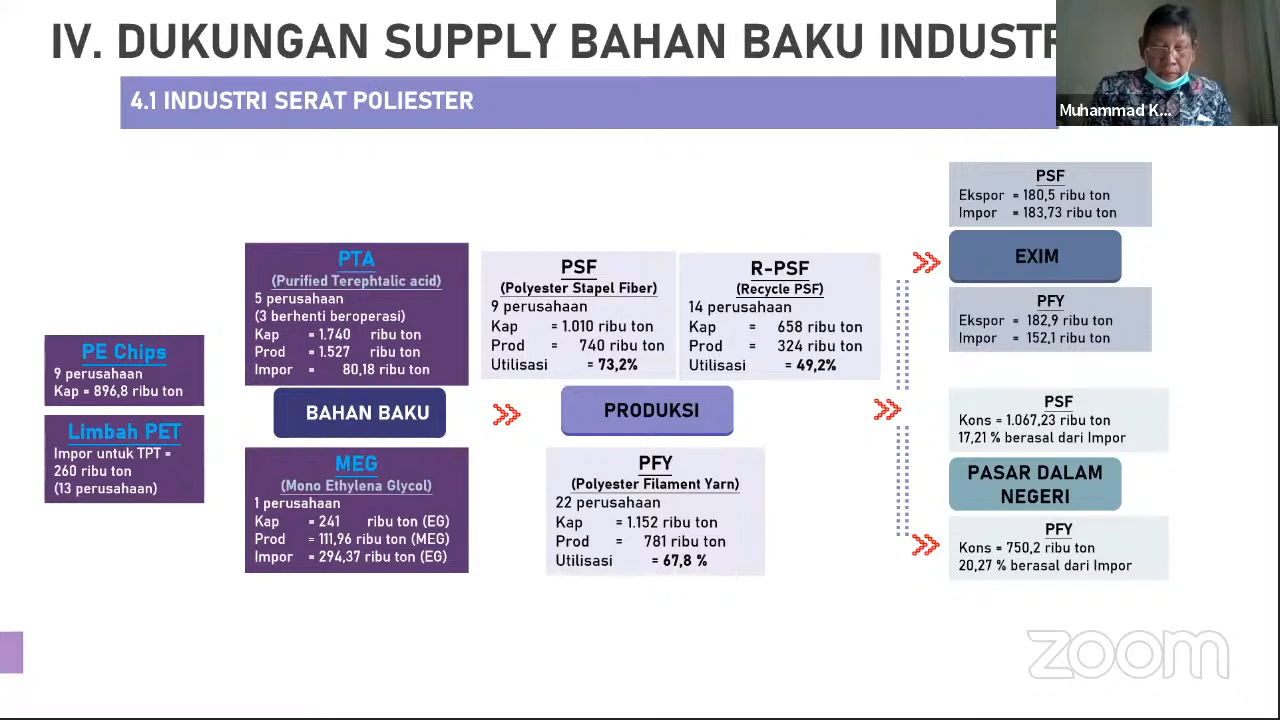 IV. DUKUNGAN SUPPLY BAHAN BAKU INDUSTR
4.1 INDUSTRI SERAT POLIESTER
Muhammad K...
PE Chips
9 perusahaan
Kap = 896,8 ribu ton
Limbah PET
Impor untuk TPT =
260 ribu ton
(13 perusahaan)
PTA
(Purified Terephtalic acid)
5 perusahaan
(3 berhenti beroperasi)
Kap = 1.740 ribu ton
Prod = 1.527 ribu ton
Impor = 80,18 ribu ton
BAHAN BAKU
MEG
(Mono Ethylena Glycol)
1 perusahaan
Kap = 241 ribu ton (EG)
Prod = 111,96 ribu ton (MEG)
Impor = 294,37 ribu ton (EG)
PSF
(Polyester Stapel Fiber)
9 perusahaan
Kap = 1.010 ribu ton
Prod = 740 ribu ton
Utilisasi = 73,2%
R-PSF
(Recycle PSF)
14 perusahaan
Kap = 658 ribu ton
Prod = 324 ribu ton
Utilisasi = 49,2%
PRODUKSI
PFY
(Polyester Filament Yarn)
22 perusahaan
Kap = 1.152 ribu ton
Prod = 781 ribu ton
Utilisasi = 67,8 %
PSF
Ekspor = 180,5 ribu ton
Impor = 183,73 ribu ton
EXIM
PFY
Ekspor = 182,9 ribu ton
Impor = 152,1 ribu ton
PSF
Kons = 1.067,23 ribu ton
17,21 % berasal dari Impor
PASAR DALAM
NEGERI
PFY
Kons = 750,2 ribu ton
20,27 % berasal dari Impor
zoom